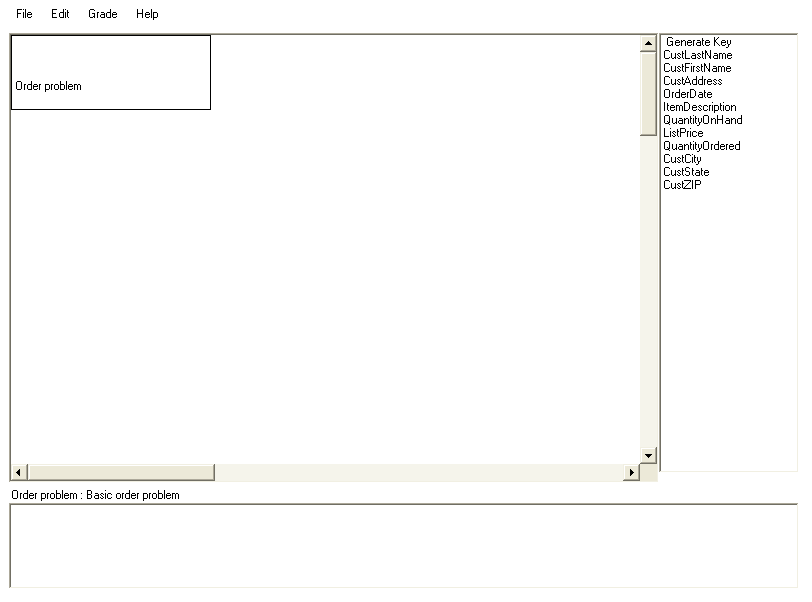 File Edit Grade Help
Order problem
Generate Key
CustLastName
CustFirstName
CustAddress
OrderDate
ItemDescription
QuantityOnHand
ListPrice
QuantityOrdered
CustCity
CustState
CustZIP
Order problem : Basic order problem